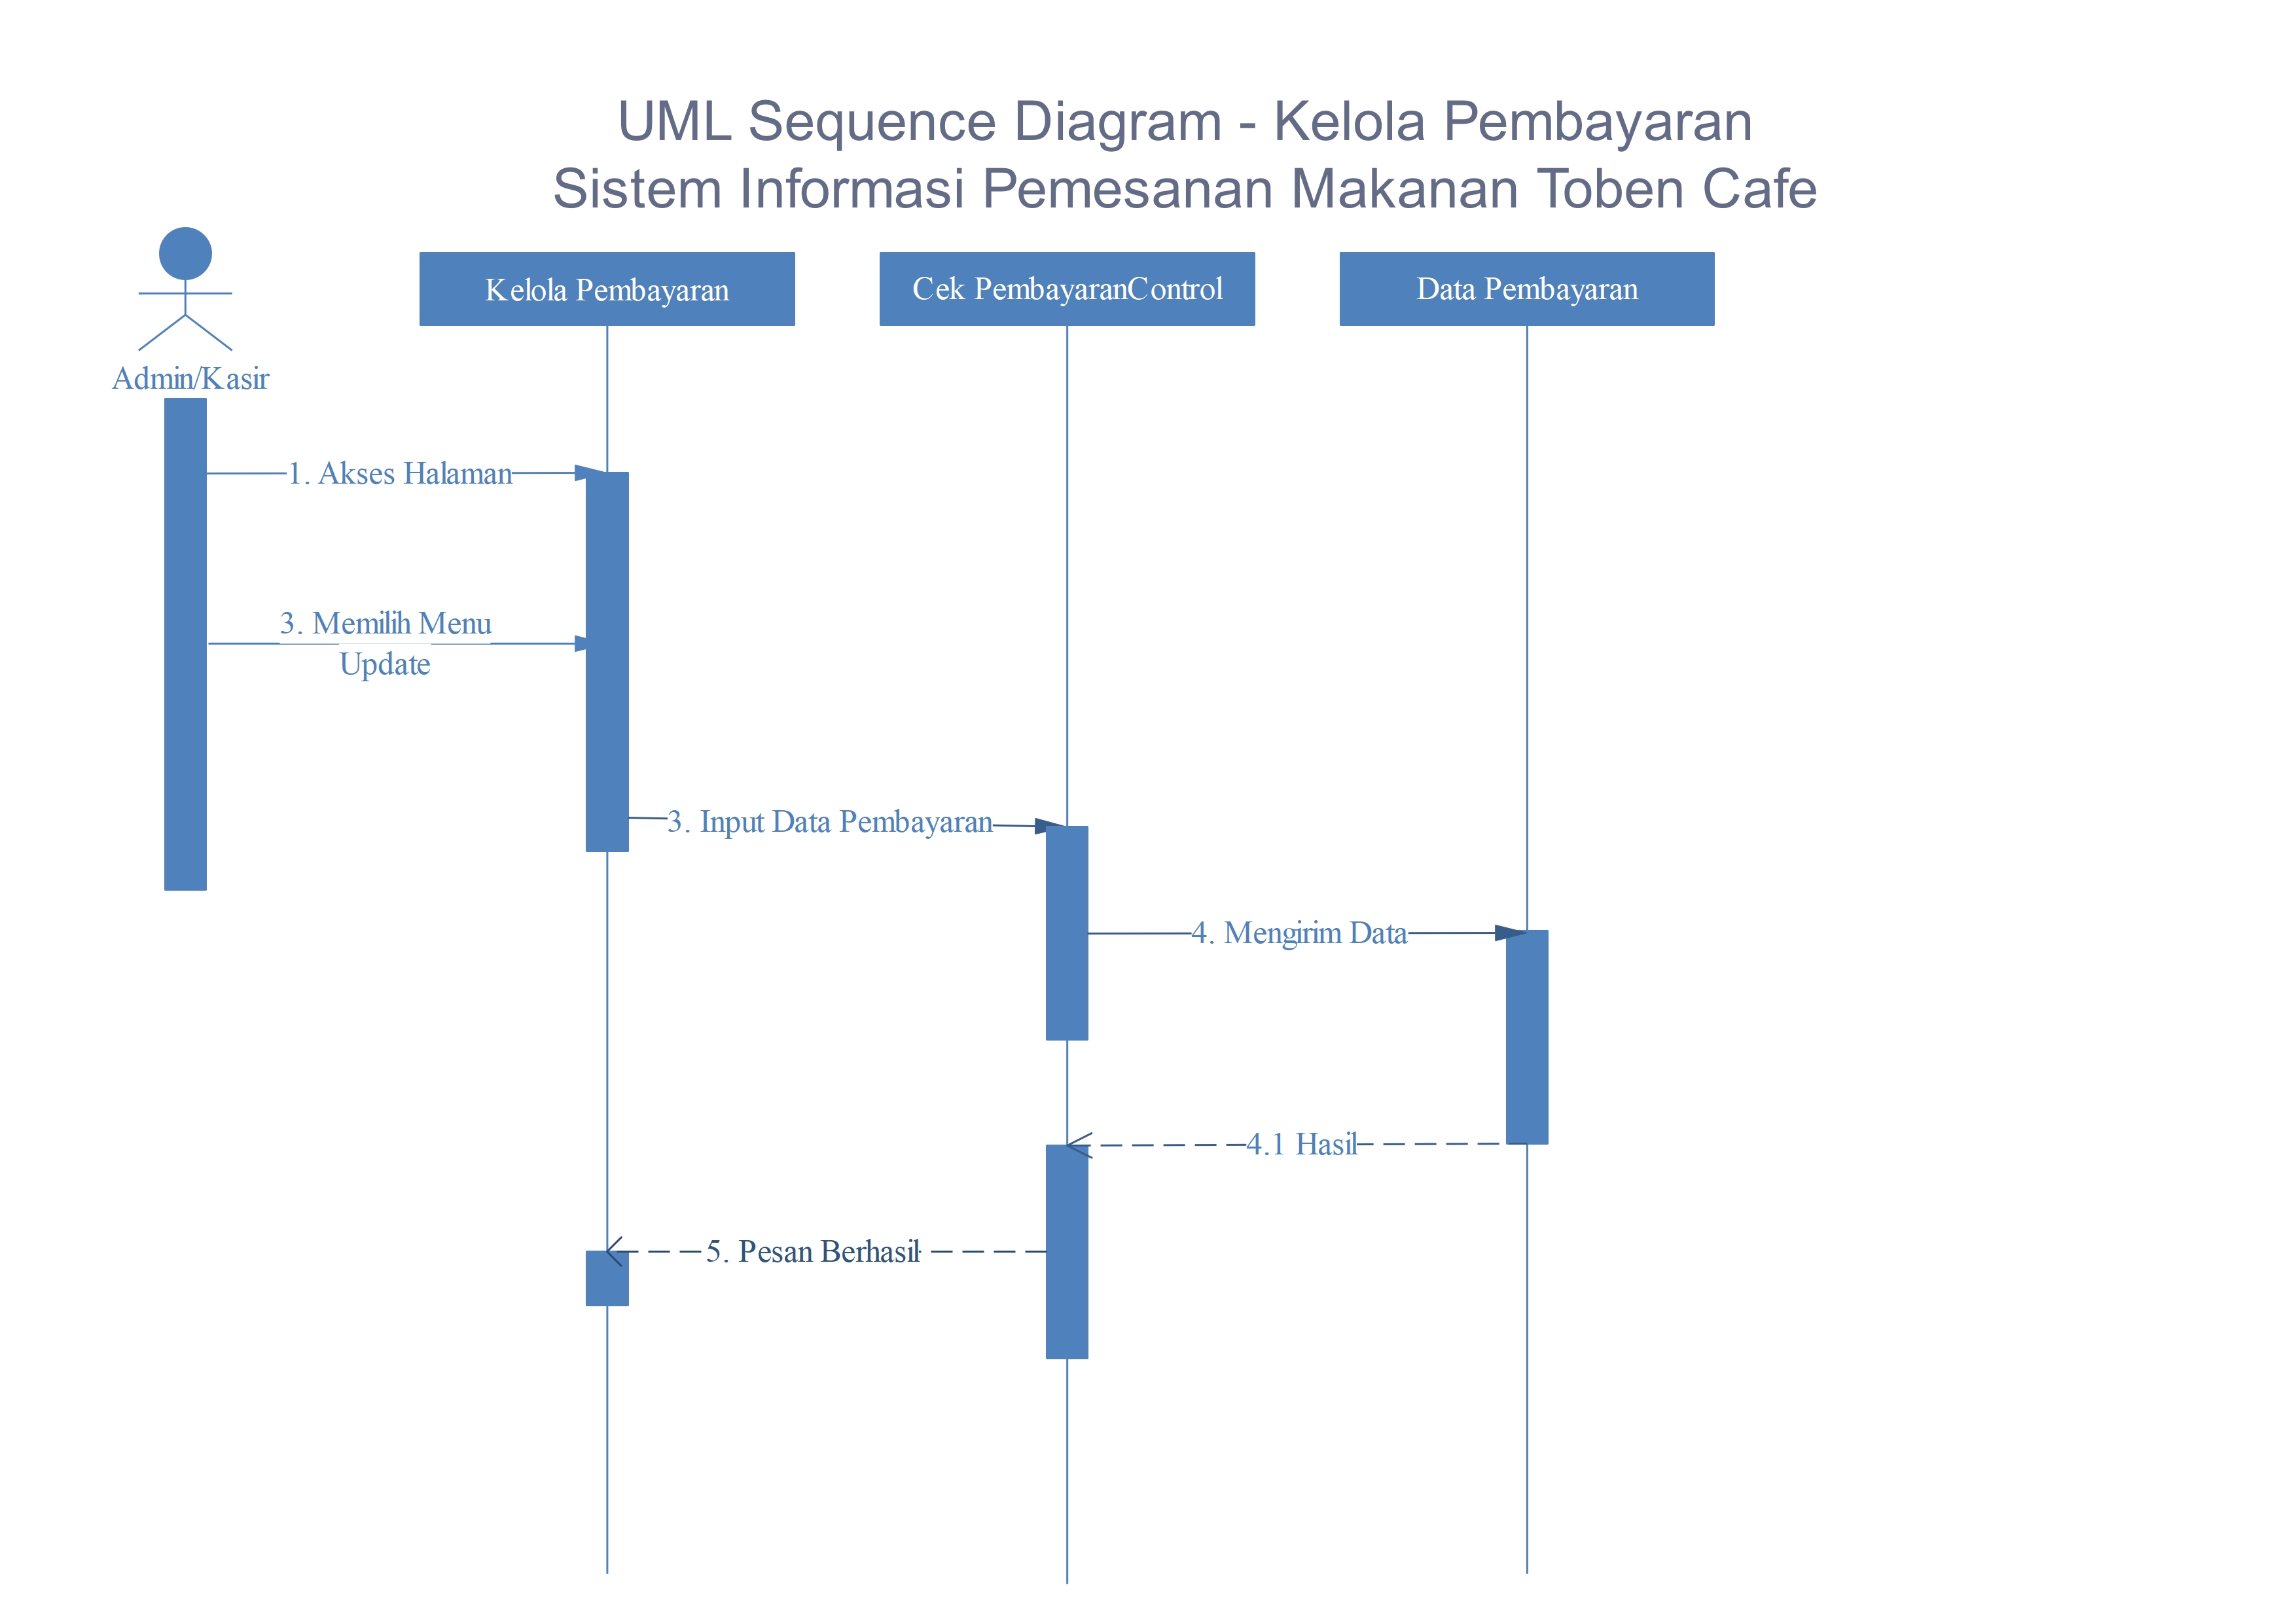 UML Sequence Diagram - Kelola Pembayaran
Sistem Informasi Pemesanan Makanan Toben Cafe
Kelola Pembayaran
Cek PembayaranControl
Data Pembayaran
Admin/Kasir
1. Akses Halaman
3. Memilih Menu
Update
3. Input Data Pembayaran
4. Mengirim Data
4.1 Hasil
5. Pesan Berhasil